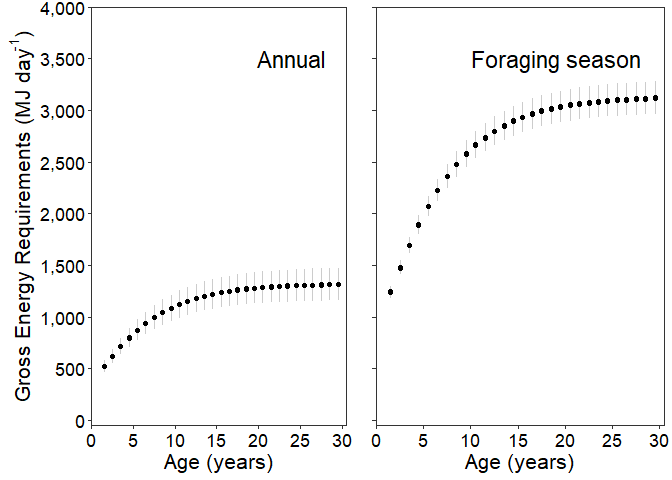 Gross Energy Requirements (MJ day-1)
4,000
3,500
3,000
2,500
2,000
1,500
1,000
500
0
Annual
0 5 10 15 20 25 30
Age (years)
Foraging season
0 5 10 15 20 25 30
Age (years)